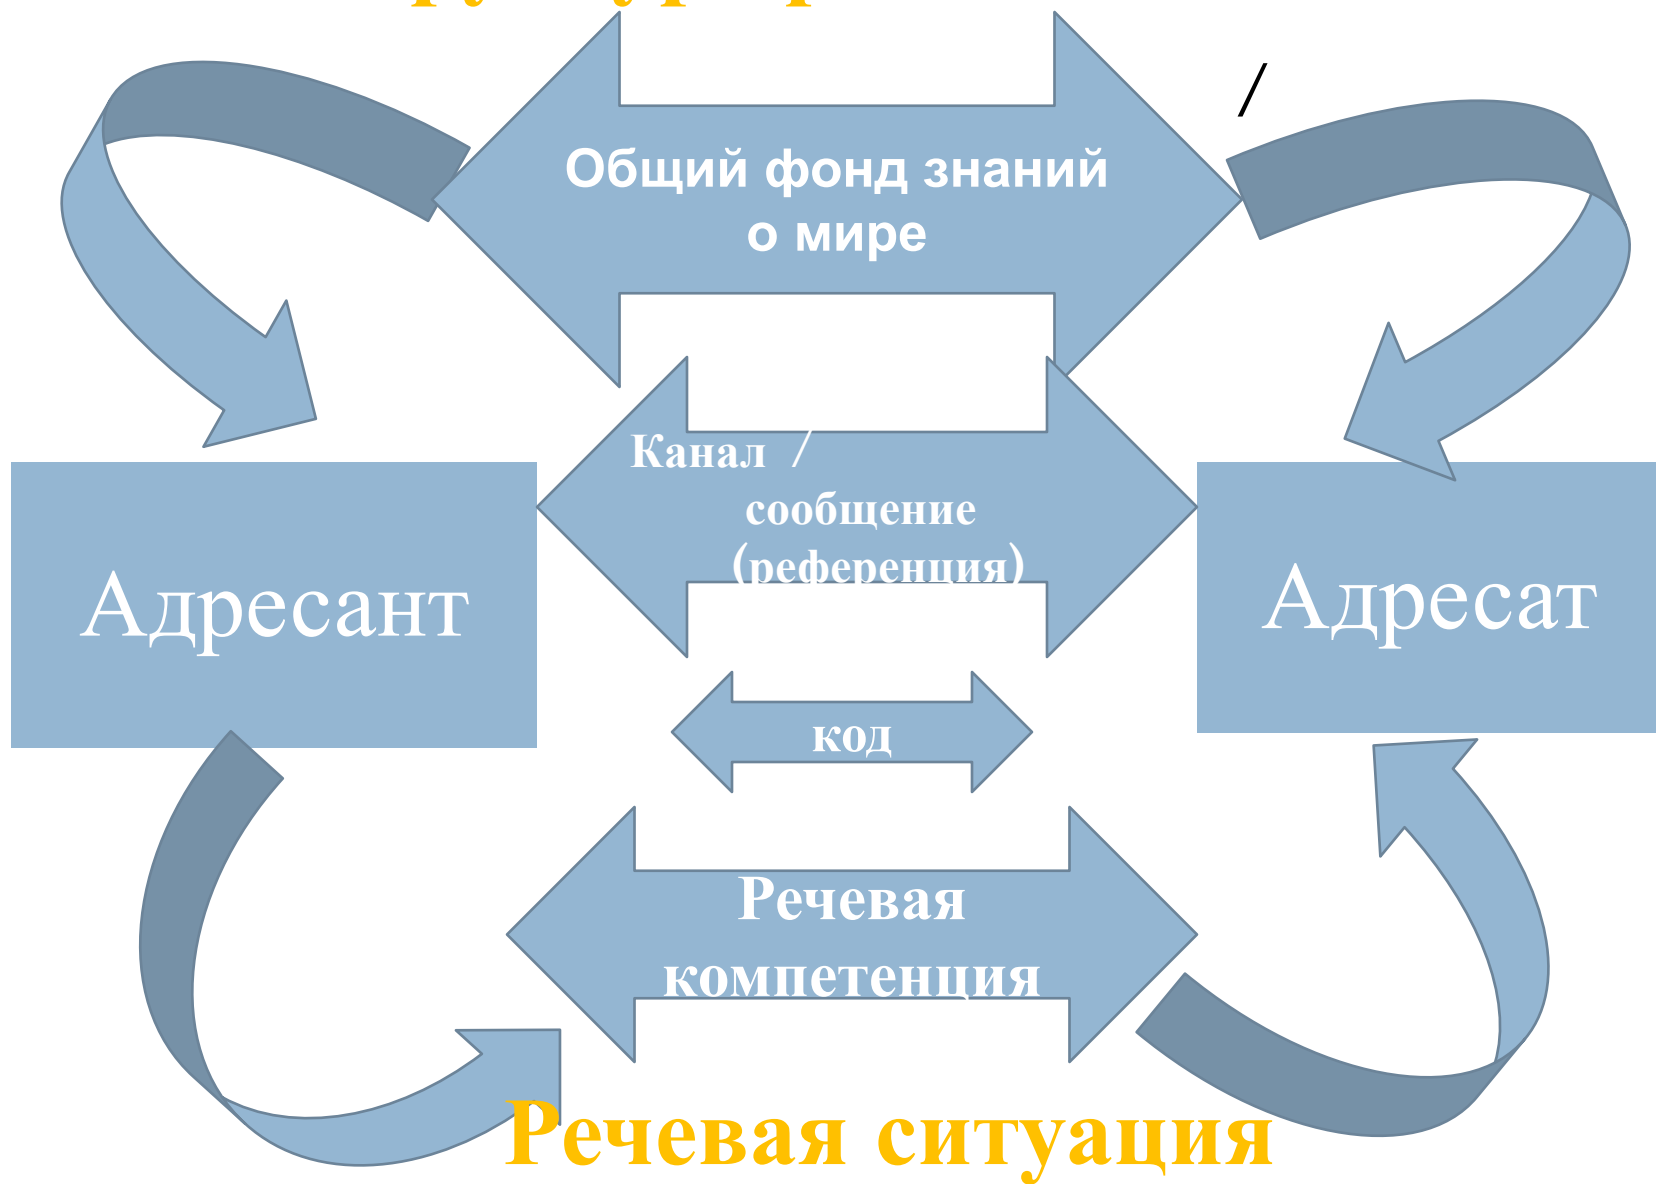 /
Общий фонд знаний
о мире
Канал /
сообщение
(референция)
Адресант
Адресат
код
Речевая
компетенция
Речевая ситуация